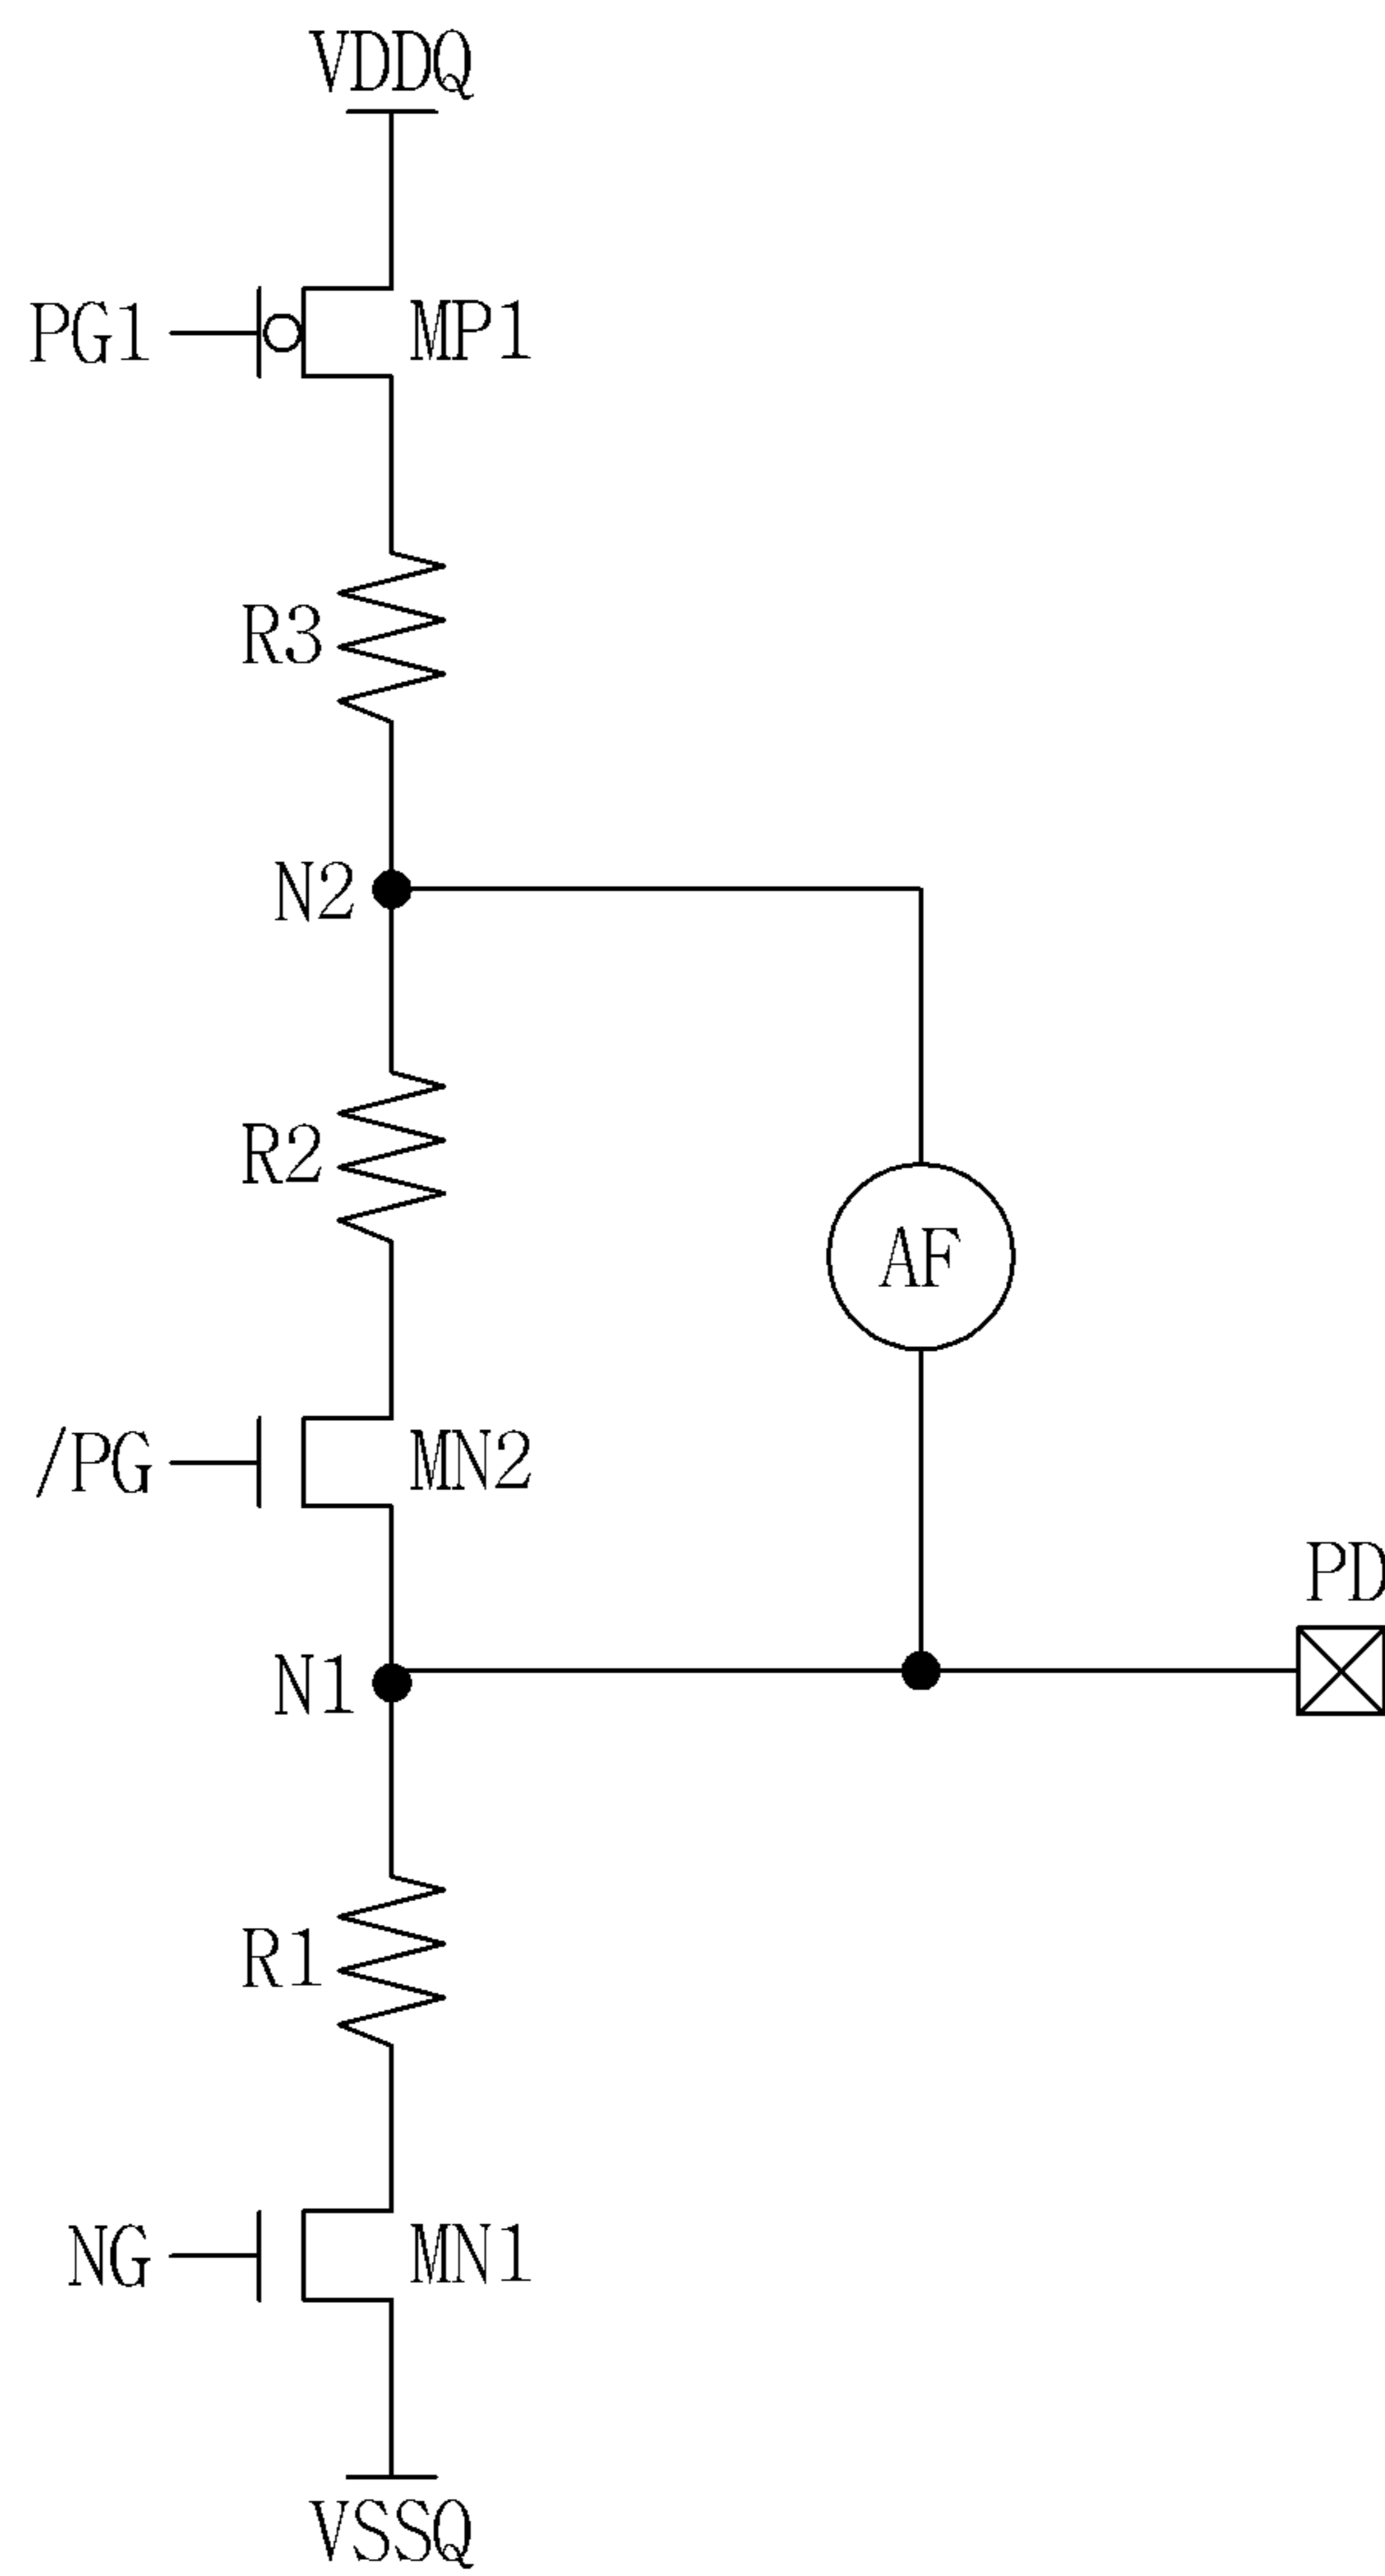 VDDQ
PG1
MP1
R3
N2
R2
AF
/PG
MN2
PD
N1
R1
NG
MN1
VSSQ